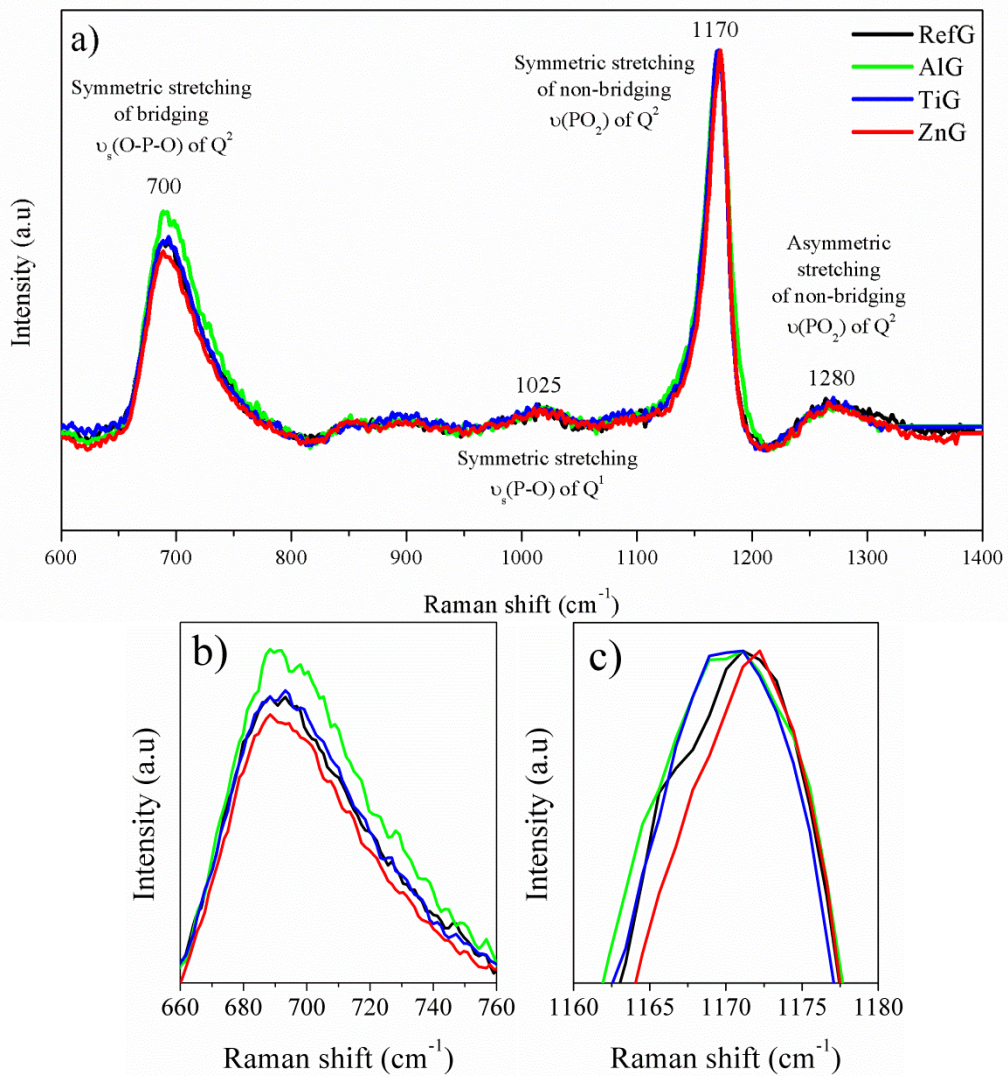 a)
Symmetric stretching
of bridging
υₛ(O-P-O) of Q²
700
Symmetric stretching
of non-bridging
υ(PO₂) of Q²
1170
RefG
AlG
TiG
ZnG
Asymmetric
stretching
of non-bridging
υ(PO₂) of Q²
1025
1280
Symmetric stretching
υₛ(P-O) of Q¹
Intensity (a.u)
600 700 800 900 1000 1100 1200 1300 1400
Raman shift (cm⁻¹)
b)
Intensity (a.u)
660 680 700 720 740 760
Raman shift (cm⁻¹)
c)
Intensity (a.u)
1160 1165 1170 1175 1180
Raman shift (cm⁻¹)